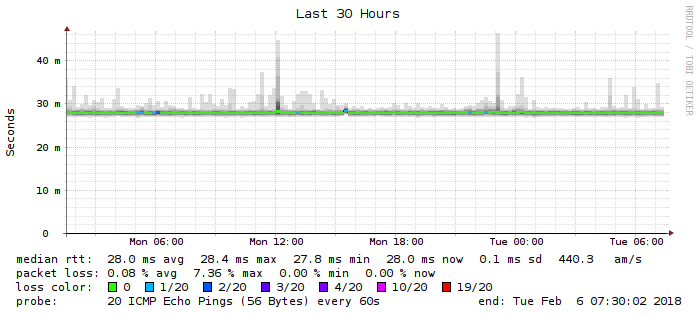 Last 30 Hours
RRDTOOL / TOBI OETIKER
Seconds
40 m
30 m
20 m
10 m
0
Mon 06:00 Mon 12:00 Mon 18:00 Tue 00:00 Tue 06:00
median rtt: 28.0 ms avg 28.4 ms max 27.8 ms min 28.0 ms now 0.1 ms sd 440.3 am/s
packet loss: 0.08 % avg 7.36 % max 0.00 % min 0.00 % now
loss color: 0 1/20 2/20 3/20 4/20 10/20 19/20
probe: 20 ICMP Echo Pings (56 Bytes) every 60s end: Tue Feb 6 07:30:02 2018